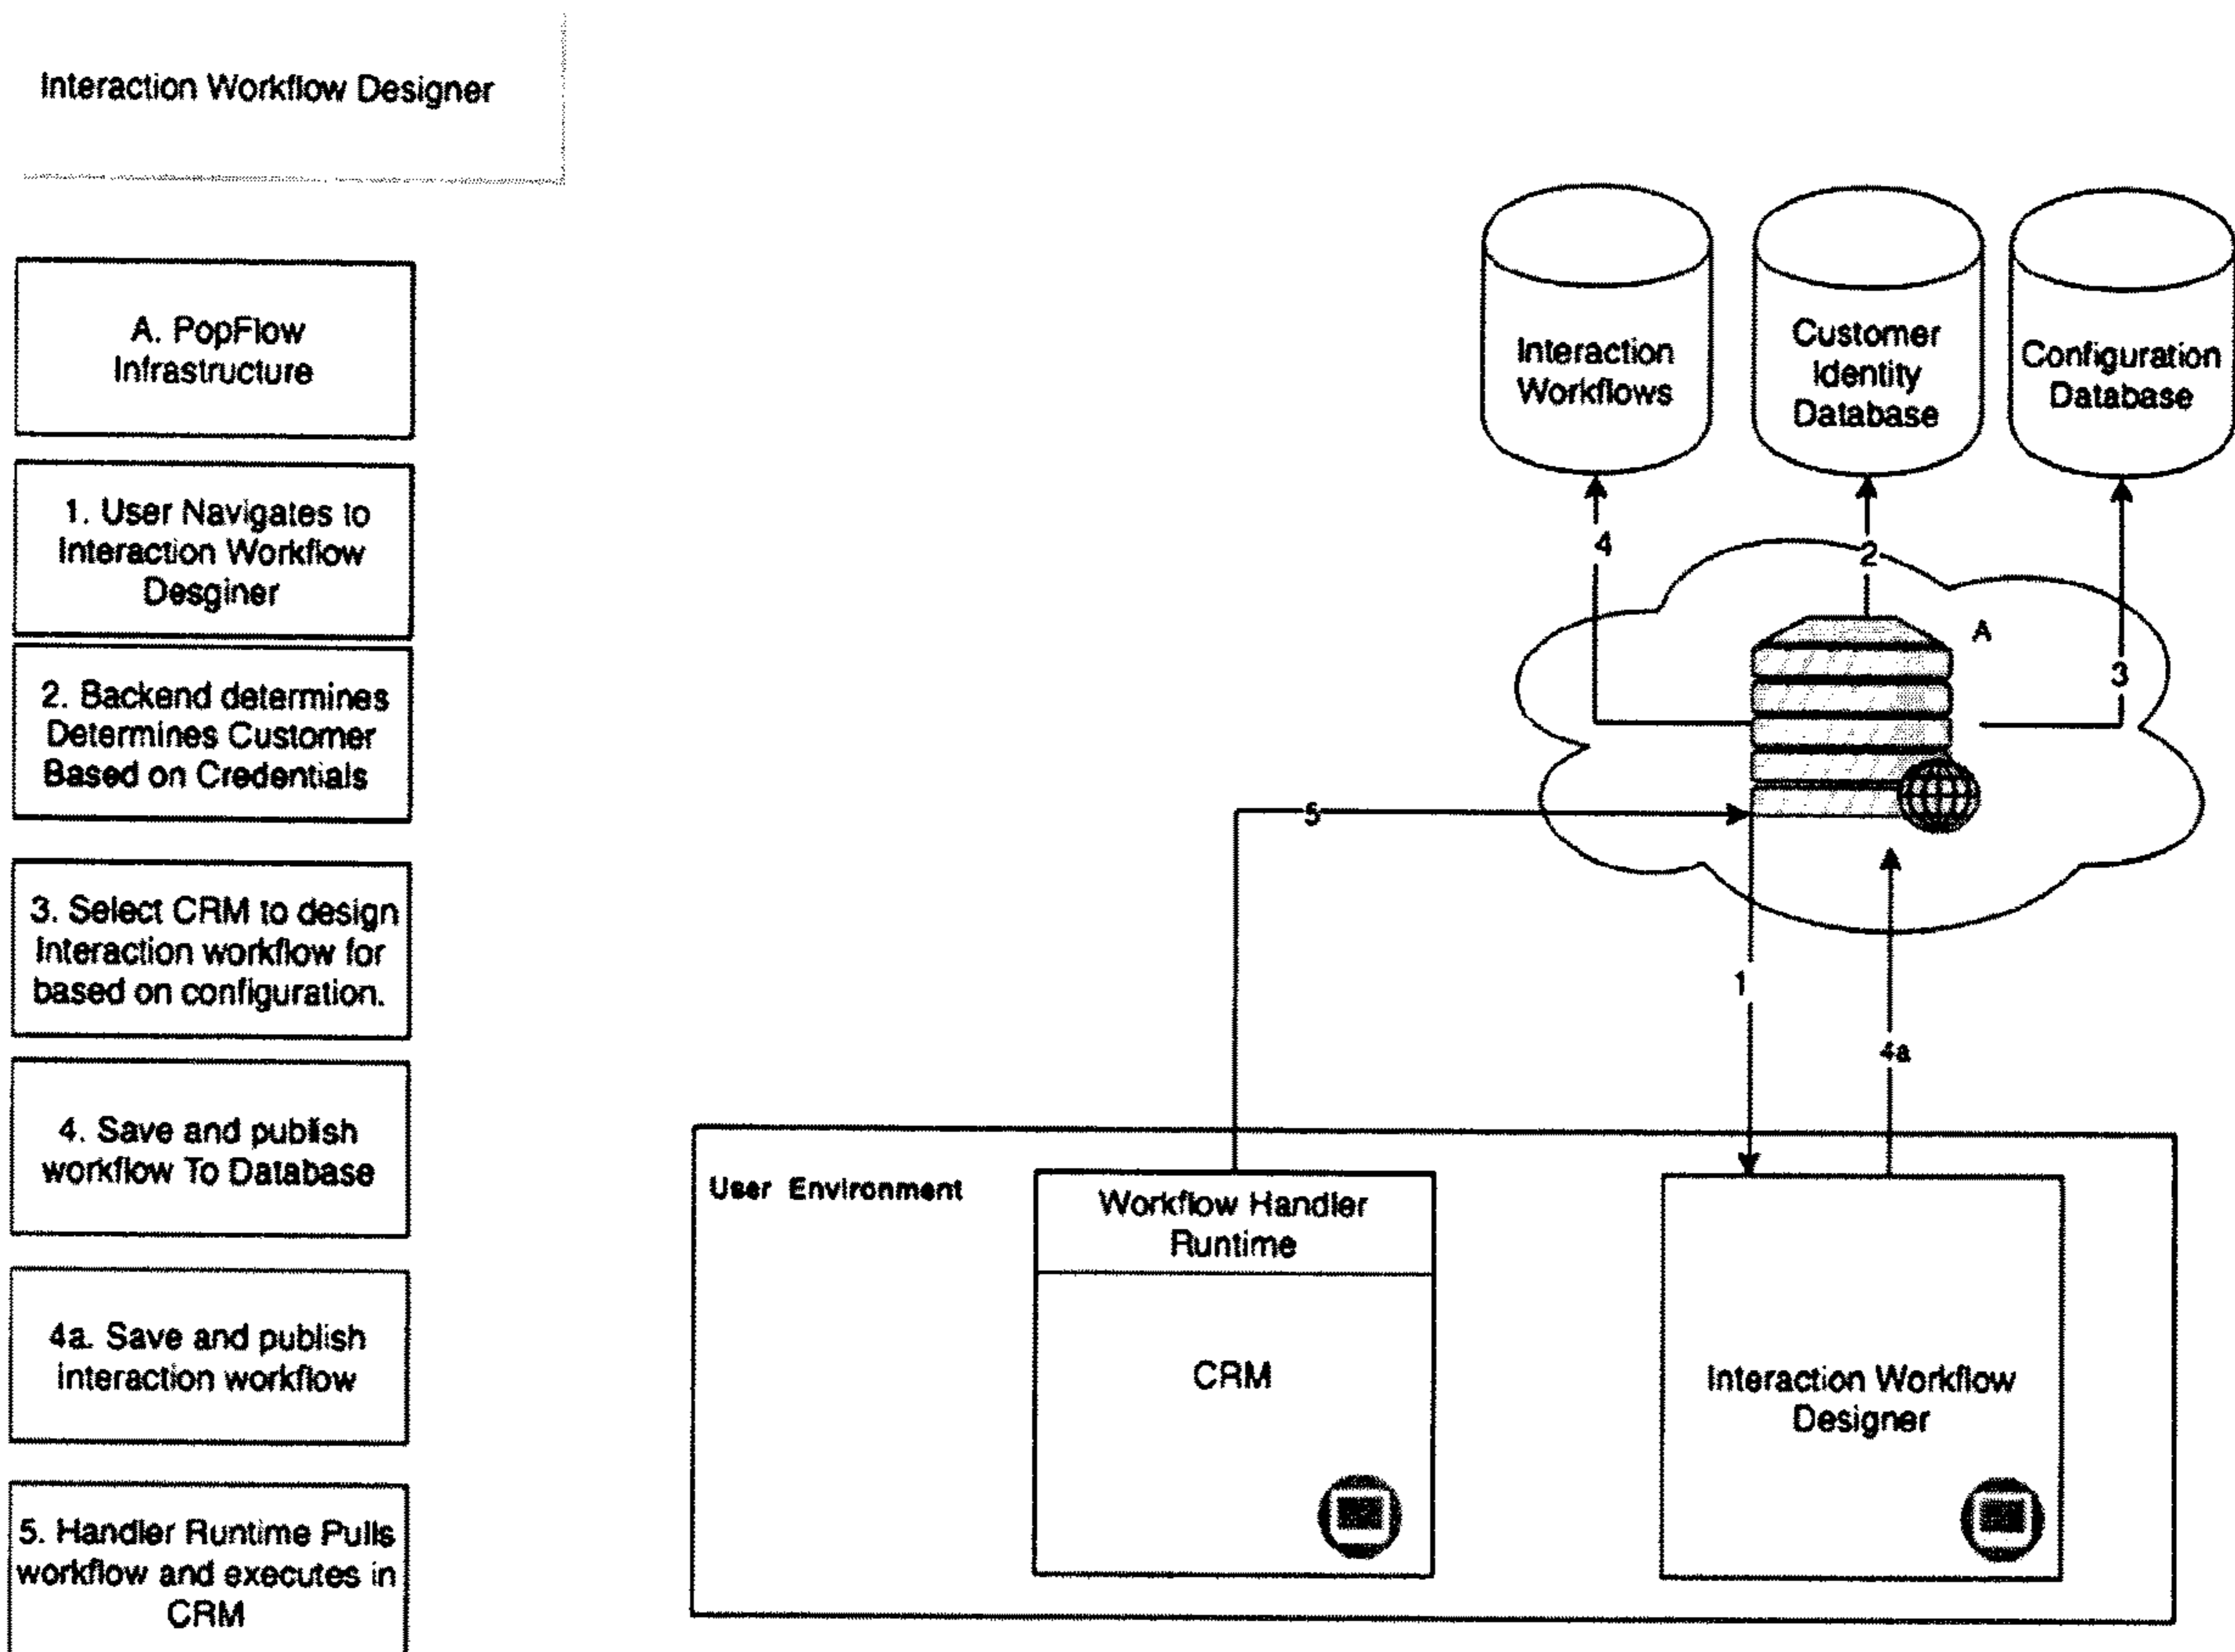 Interaction Workflow Designer
A. PopFlow
Infrastructure
1. User Navigates to
Interaction Workflow
Desginer
2. Backend determines
Determines Customer
Based on Credentials
3. Select CRM to design
Interaction workflow for
based on configuration.
4. Save and publish
workflow To Database
4a. Save and publish
interaction workflow
5. Handler Runtime Pulls
workflow and executes in
CRM
Interaction
Workflows
Customer
Identity
Database
Configuration
Database
4
2
A
3
5
1
4a
User Environment
Workflow Handler
Runtime
CRM
Interaction Workflow
Designer